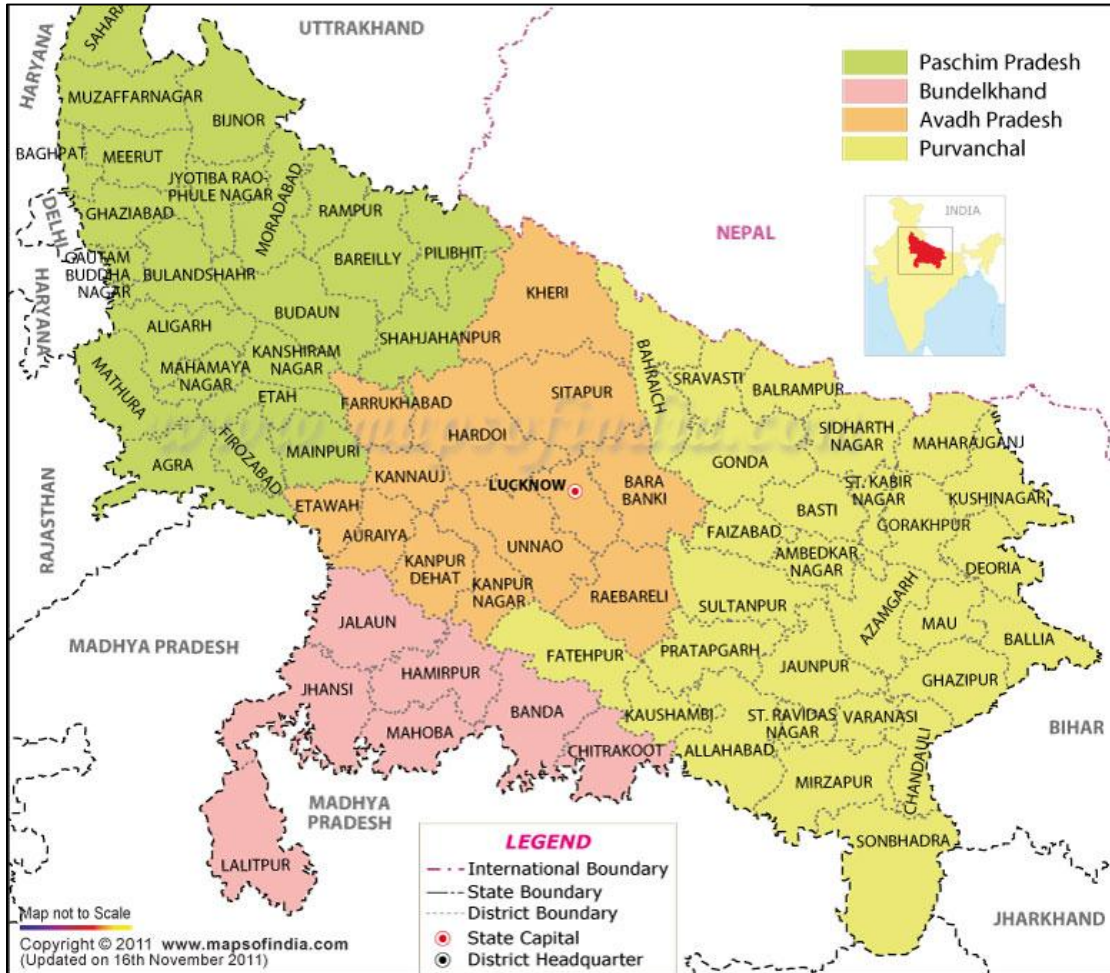 UTTRAKHAND
HARYANA
SAHARA
Paschim Pradesh
Bundelkhand
Avadh Pradesh
Purvanchal
MUZAFFARNAGAR
BIJNOR
BAGHPAT
MEERUT
JYOTIBA RAO-
PHULE NAGAR
MORADABAD
RAMPUR
GHAZIABAD
DELHI
INDIA
NEPAL
PILIBHIT
BAREILLY
GAUTAM
BUDDHA
NAGAR
BULANDSHAHR
HARYANA
KHERI
BUDAUN
ALIGARH
SHAHJAHANPUR
KANSHIRAM
NAGAR
MAHAMAYA
NAGAR
MATHURA
BAHRAICH
SRAVASTI
BALRAMPUR
ETAH
FARRUKHABAD
SITAPUR
www.mapsofindia.com
HARDOI
SIDHARTH
NAGAR
MAHARAJGANJ
AGRA
FIROZABAD
MAINPURI
GONDA
KANNAUJ
LUCKNOW
BARA
BANKI
ST. KABIR
NAGAR
KUSHINAGAR
ETAWAH
BASTI
GORAKHPUR
RAJASTHAN
AURAIYA
FAIZABAD
UNNAO
AMBEDKAR
NAGAR
DEORIA
KANPUR
DEHAT
KANPUR
NAGAR
RAEBARELI
SULTANPUR
AZAMGARH
MAU
BALLIA
JALAUN
MADHYA PRADESH
FATEHPUR
PRATAPGARH
JAUNPUR
GHAZIPUR
HAMIRPUR
JHANSI
BANDA
KAUSHAMBI
ST. RAVIDAS
NAGAR
VARANASI
MAHOBA
BIHAR
CHITRAKOOT
ALLAHABAD
CHANDAULI
MIRZAPUR
MADHYA
PRADESH
LEGEND
International Boundary
State Boundary
District Boundary
State Capital
District Headquarter
SONBHADRA
LALITPUR
JHARKHAND
Map not to Scale
Copyright © 2011 www.mapsofindia.com
(Updated on 16th November 2011)